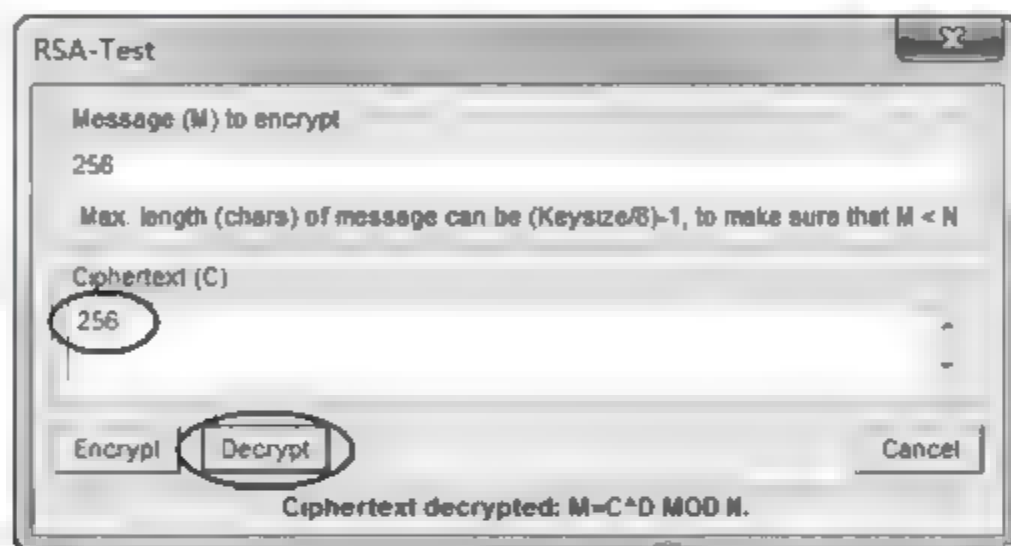 RSA-Test
Message (M) to encrypt
256
Max. length (chars) of message can be (Keysize/8)-1, to make sure that M < N
Ciphertext (C)
256
Encrypt Decrypt Cancel
Ciphertext decrypted: M=C^D MOD N.